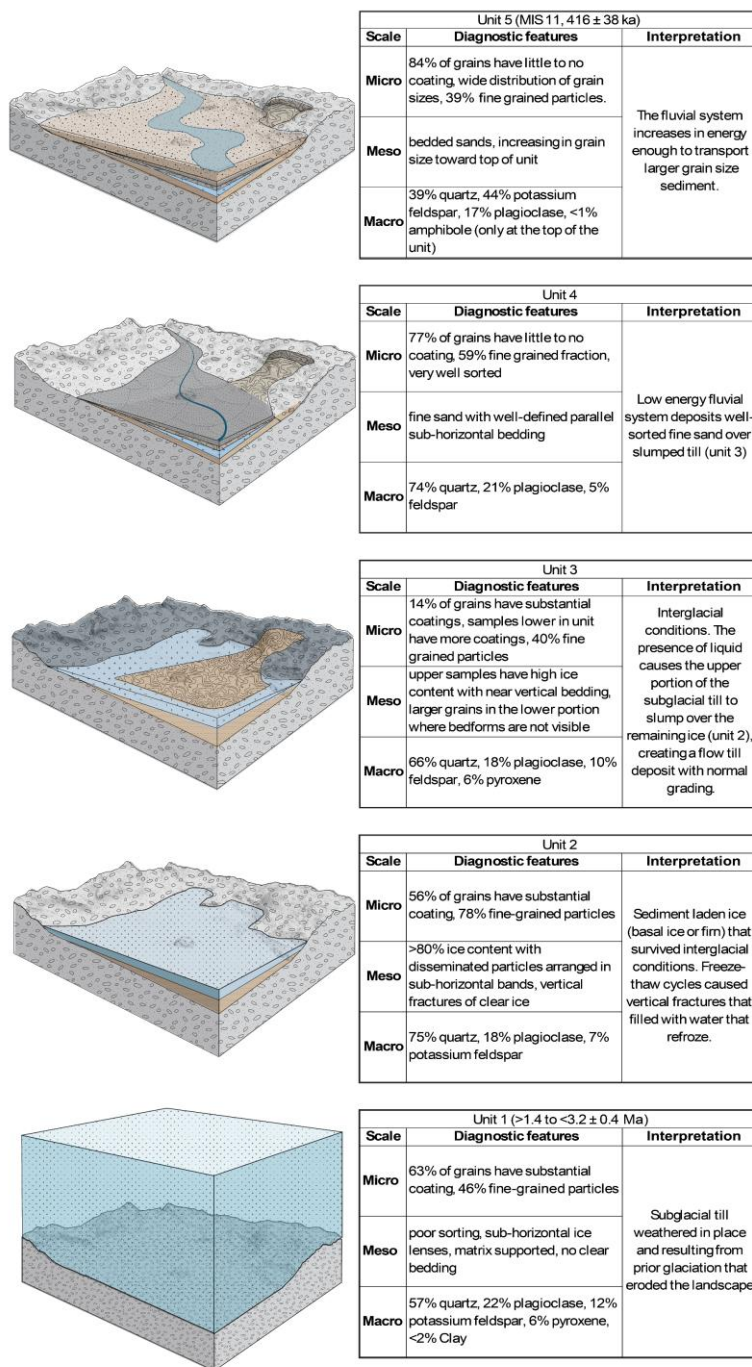 Unit 5 (MIS 11, 416 ± 38 ka)
Scale Diagnostic features Interpretation
Micro
84% of grains have little to no
coating, wide distribution of grain
sizes, 39% fine grained particles.
Meso
bedded sands, increasing in grain
size toward top of unit
Macro
39% quartz, 44% potassium
feldspar, 17% plagioclase, <1%
amphibole (only at the top of the
unit)
The fluvial system
increases in energy
enough to transport
larger grain size
sediment.
Unit 4
Scale Diagnostic features Interpretation
Micro
77% of grains have little to no
coating, 59% fine grained fraction,
very well sorted
Meso
fine sand with well-defined parallel
sub-horizontal bedding
Macro
74% quartz, 21% plagioclase, 5%
feldspar
Low energy fluvial
system deposits well-
sorted fine sand over
slumped till (unit 3)
Unit 3
Scale Diagnostic features Interpretation
Micro
14% of grains have substantial
coatings, samples lower in unit
have more coatings, 40% fine
grained particles
Meso
upper samples have high ice
content with near vertical bedding,
larger grains in the lower portion
where bedforms are not visible
Macro
66% quartz, 18% plagioclase, 10%
feldspar, 6% pyroxene
Interglacial
conditions. The
presence of liquid
causes the upper
portion of the
subglacial till to
slump over the
remaining ice (unit 2),
creating a flow till
deposit with normal
grading.
Unit 2
Scale Diagnostic features Interpretation
Micro
56% of grains have substantial
coating, 78% fine-grained particles
Meso
>80% ice content with
disseminated particles arranged in
sub-horizontal bands, vertical
fractures of clear ice
Macro
75% quartz, 18% plagioclase, 7%
potassium feldspar
Sediment laden ice
(basal ice or firn) that
survived interglacial
conditions. Freeze-
thaw cycles caused
vertical fractures that
filled with water that
refroze.
Unit 1 (>1.4 to <3.2 ± 0.4 Ma)
Scale Diagnostic features Interpretation
Micro
63% of grains have substantial
coating, 46% fine-grained particles
Meso
poor sorting, sub-horizontal ice
lenses, matrix supported, no clear
bedding
Macro
57% quartz, 22% plagioclase, 12%
potassium feldspar, 6% pyroxene,
<2% Clay
Subglacial till
weathered in place
and resulting from
prior glaciation that
eroded the landscape